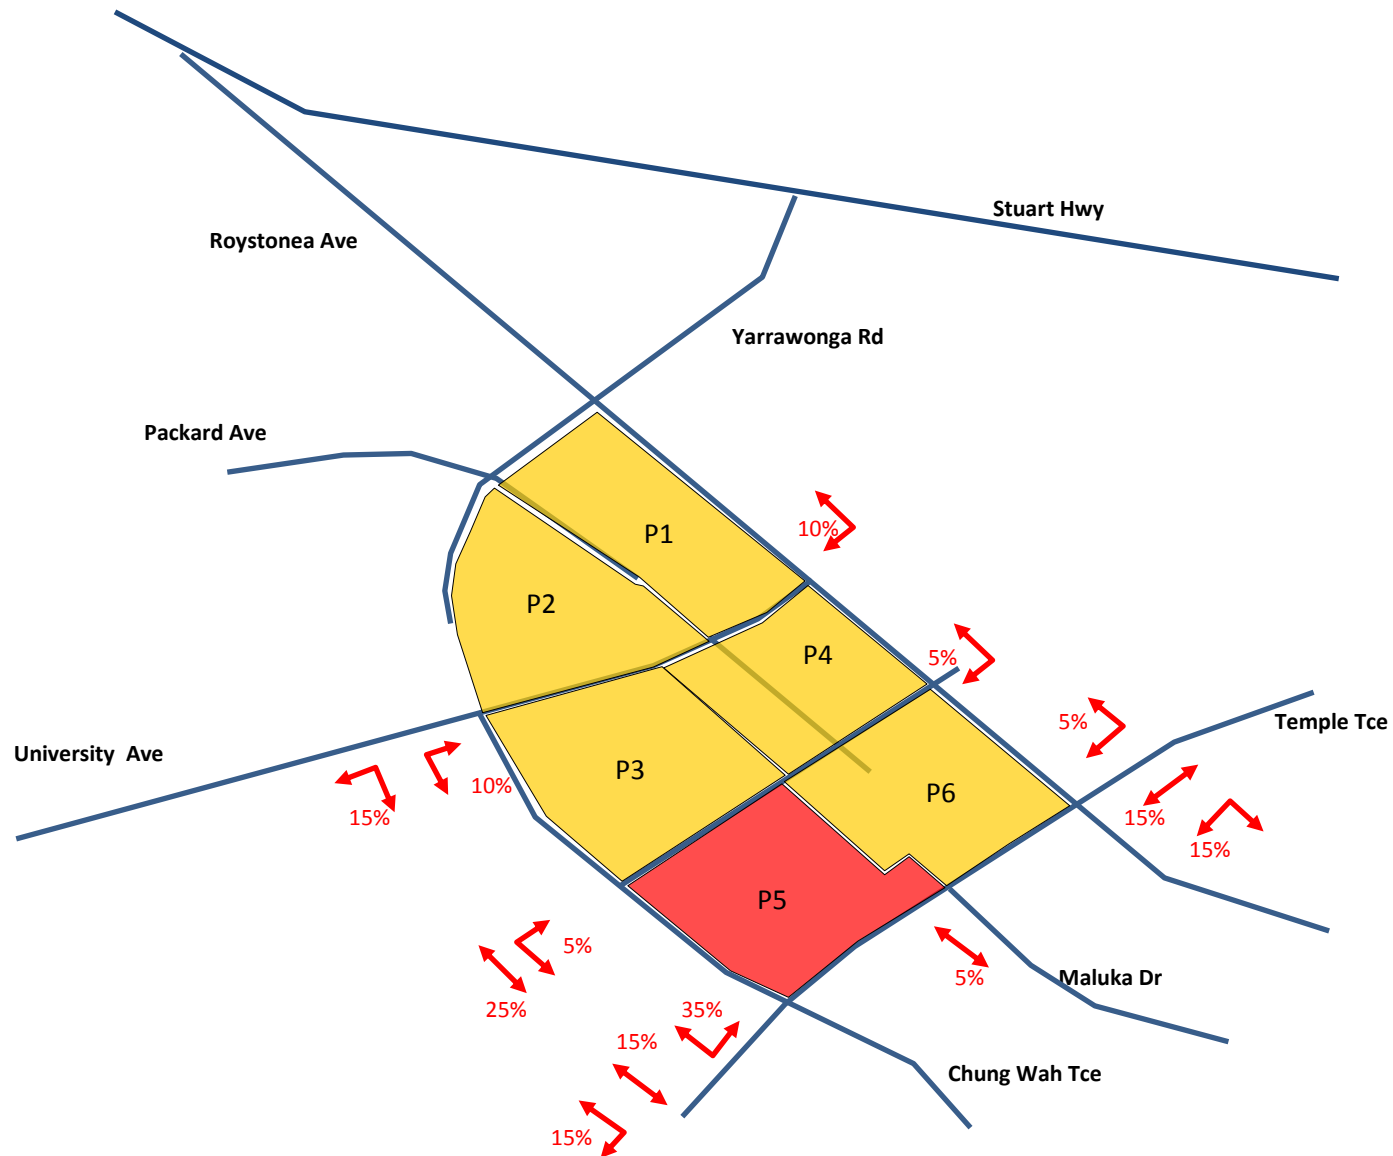 Stuart Hwy
Roystonea Ave
Yarrawonga Rd
Packard Ave
P1
10%
P2
P4
5%
5%
Temple Tce
University  Ave
P3
10%
P6
15%
15%
15%
P5
5%
5%
25%
Maluka Dr
35%
15%
Chung Wah Tce
15%